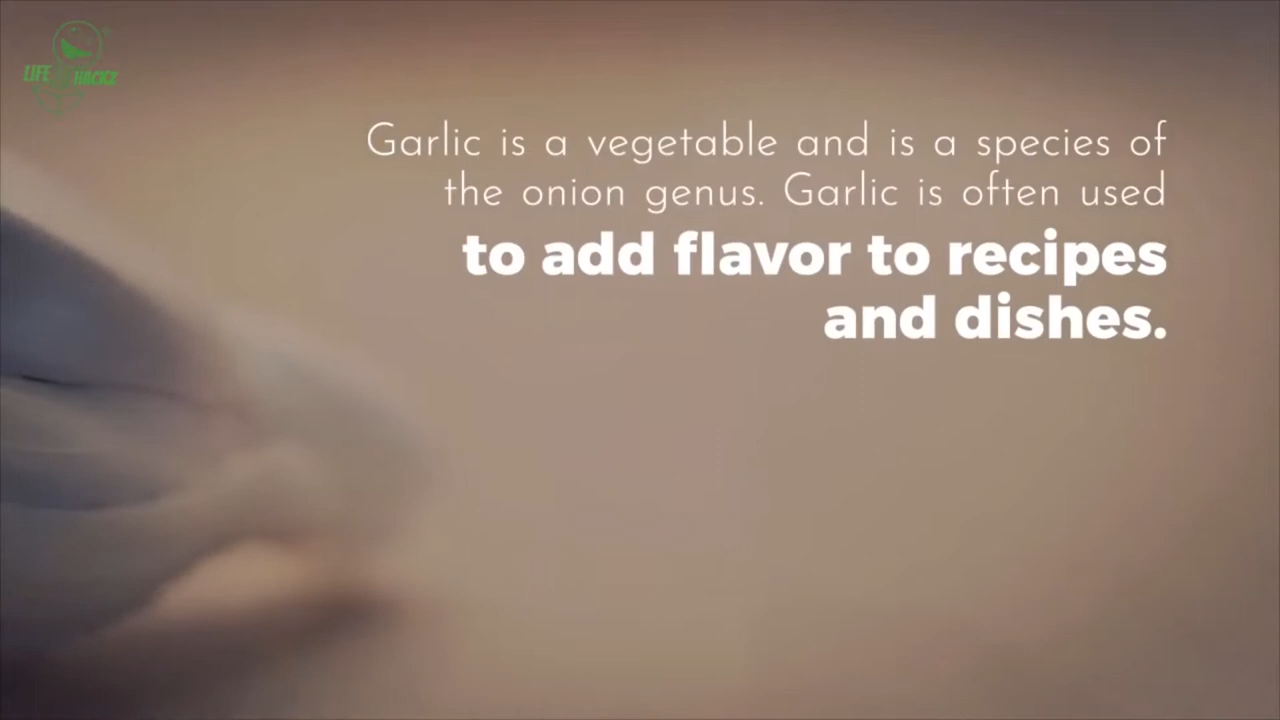 LIFE HACKZ
Garlic is a vegetable and is a species of
the onion genus. Garlic is often used
to add flavor to recipes
and dishes.